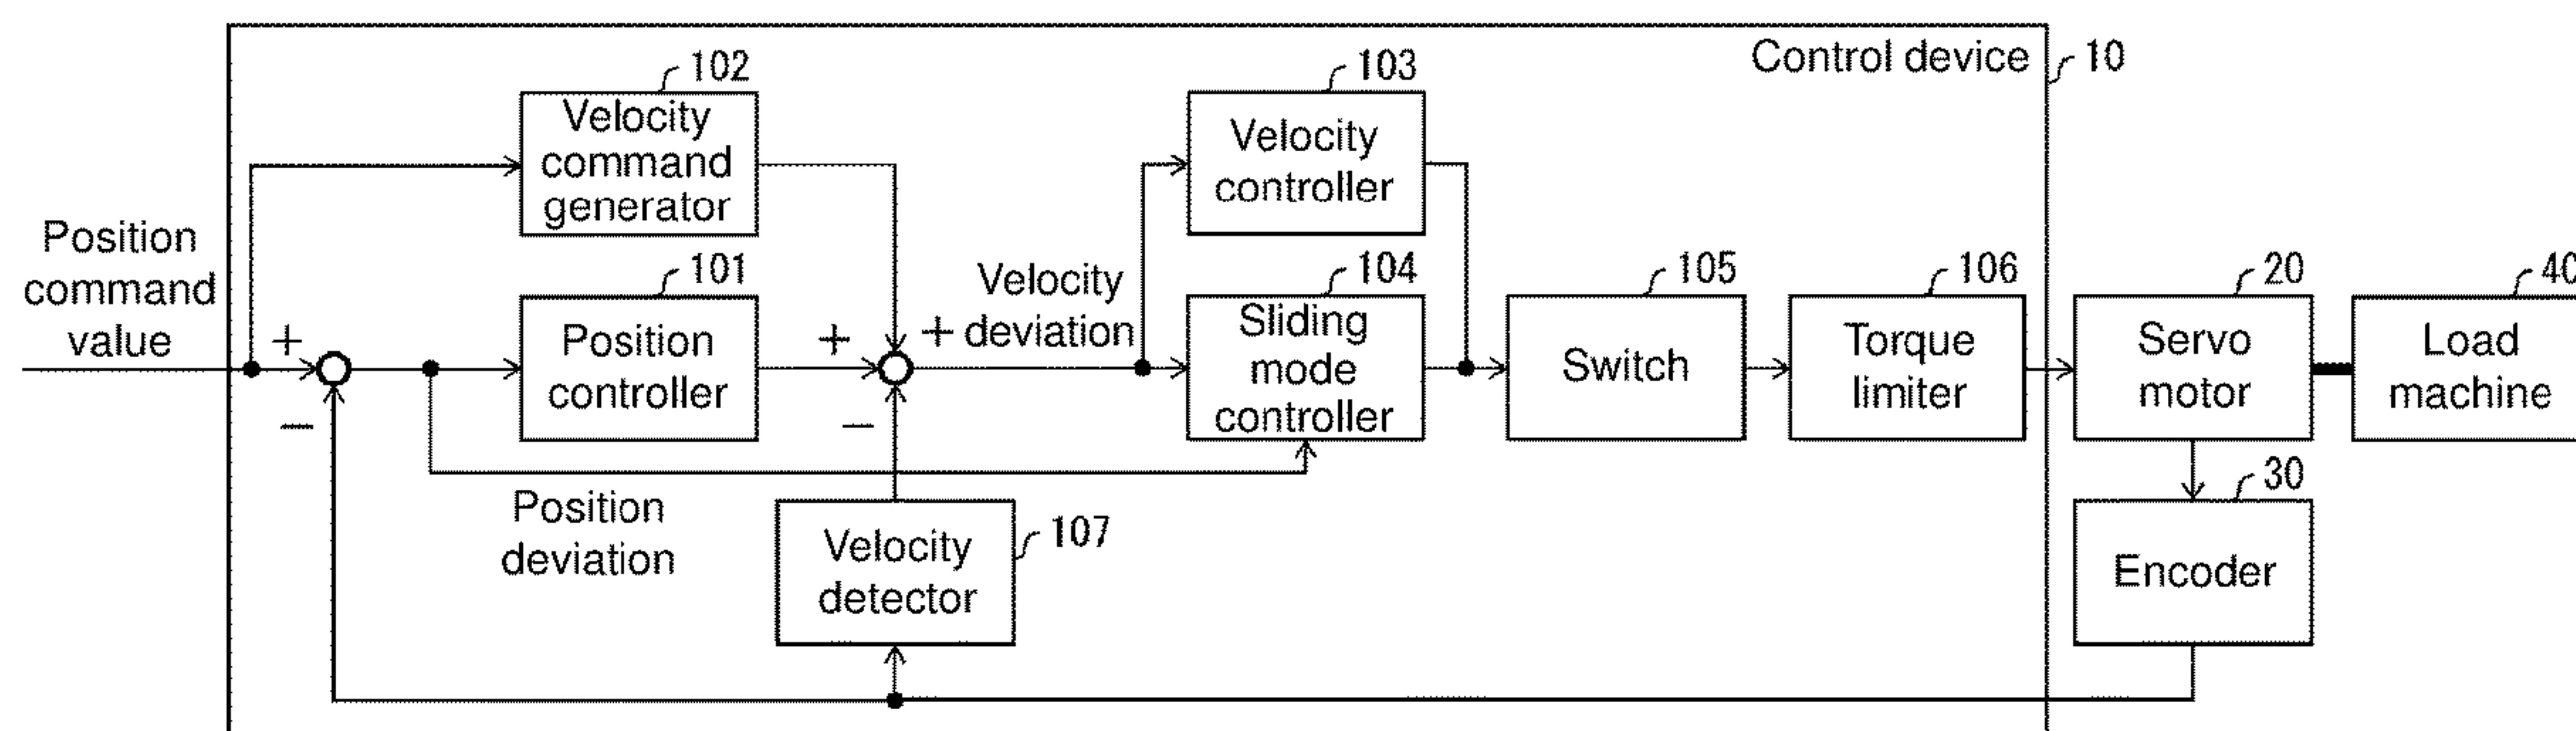 Control device
10
102
Velocity
command
generator
103
Velocity
controller
Position
command
value
+
−
101
Position
controller
+
+
−
Velocity
deviation
104
Sliding
mode
controller
105
Switch
106
Torque
limiter
20
Servo
motor
40
Load
machine
Position
deviation
107
Velocity
detector
30
Encoder